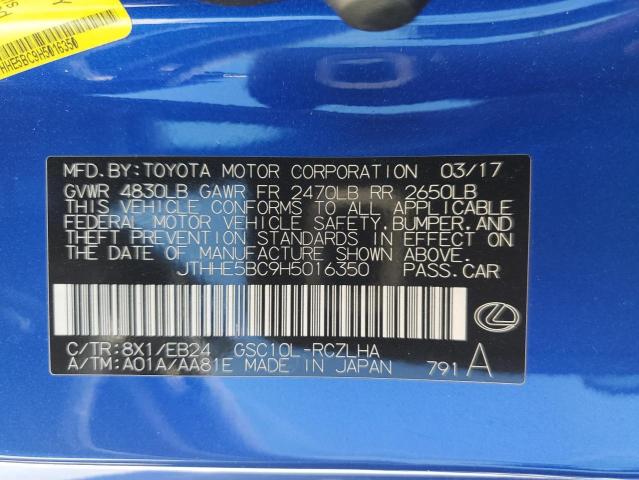 HHE5BC9H5016350
MFD.BY:TOYOTA MOTOR CORPORATION 03/17
GVWR 4830LB GAWR FR 2470LB RR 2650LB
THIS VEHICLE CONFORMS TO ALL APPLICABLE
FEDERAL MOTOR VEHICLE SAFETY,BUMPER,AND
THEFT PREVENTION STANDARDS IN EFFECT ON
THE DATE OF MANUFACTURE SHOWN ABOVE.
JTHHE5BC9H5016350 PASS.CAR
C/TR:8X1/EB24 GSC10L-RCZLHA
A/TM:A01A/AA81E MADE IN JAPAN 791 A